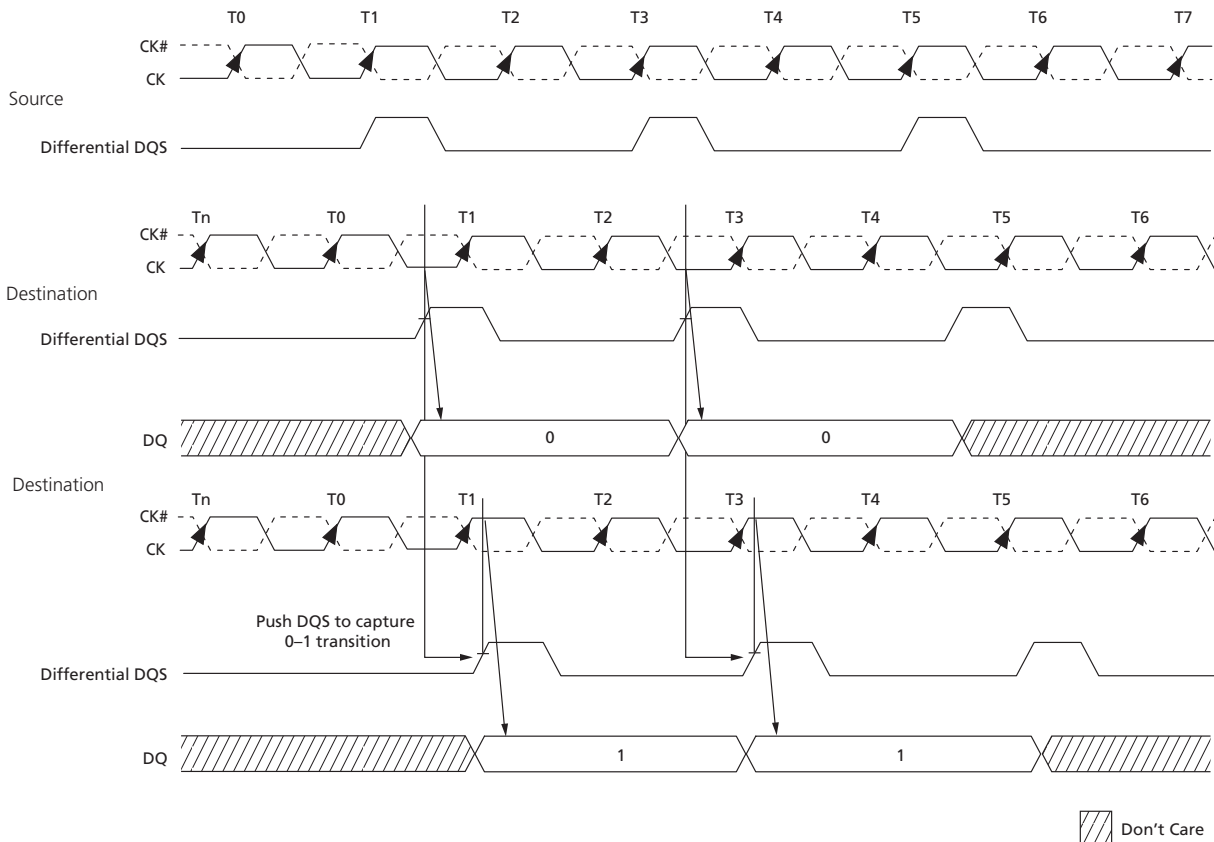 T0 T1 T2 T3 T4 T5 T6 T7
CK#
CK
Source
Differential DQS
Tn T0 T1 T2 T3 T4 T5 T6
CK#
CK
Destination
Differential DQS
DQ 0 0
Destination
Tn T0 T1 T2 T3 T4 T5 T6
CK#
CK
Push DQS to capture
0–1 transition
Differential DQS
DQ 1 1
Don't Care